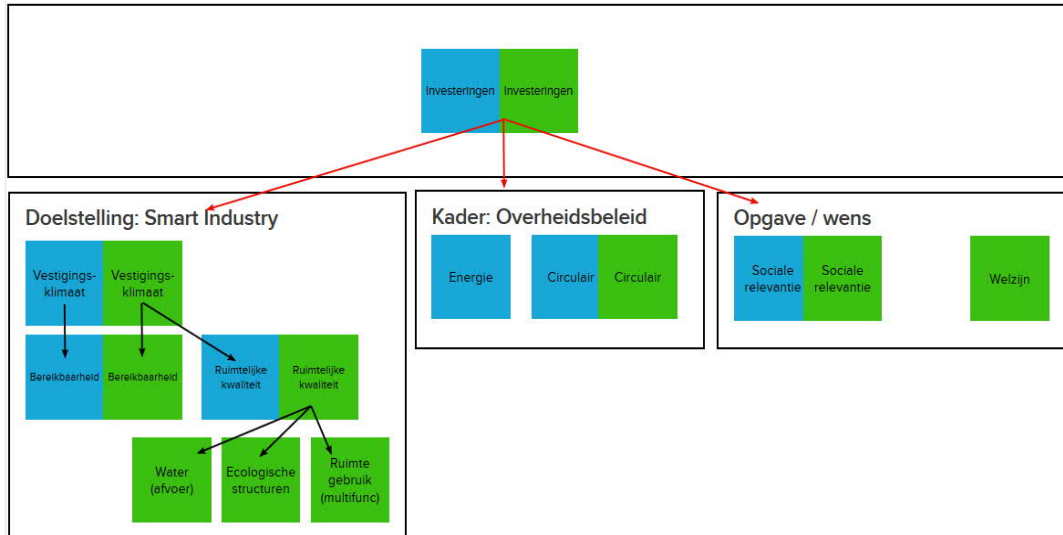 Investeringen Investeringen
Doelstelling: Smart Industry
Vestigings-
klimaat
Vestigings-
klimaat
Bereikbaarheid Bereikbaarheid
Ruimtelijke
kwaliteit
Ruimtelijke
kwaliteit
Water
(afvoer)
Ecologische
structuren
Ruimte
gebruik
(multifunc)
Kader: Overheidsbeleid
Energie
Circulair Circulair
Opgave / wens
Sociale
relevantie
Sociale
relevantie
Welzijn